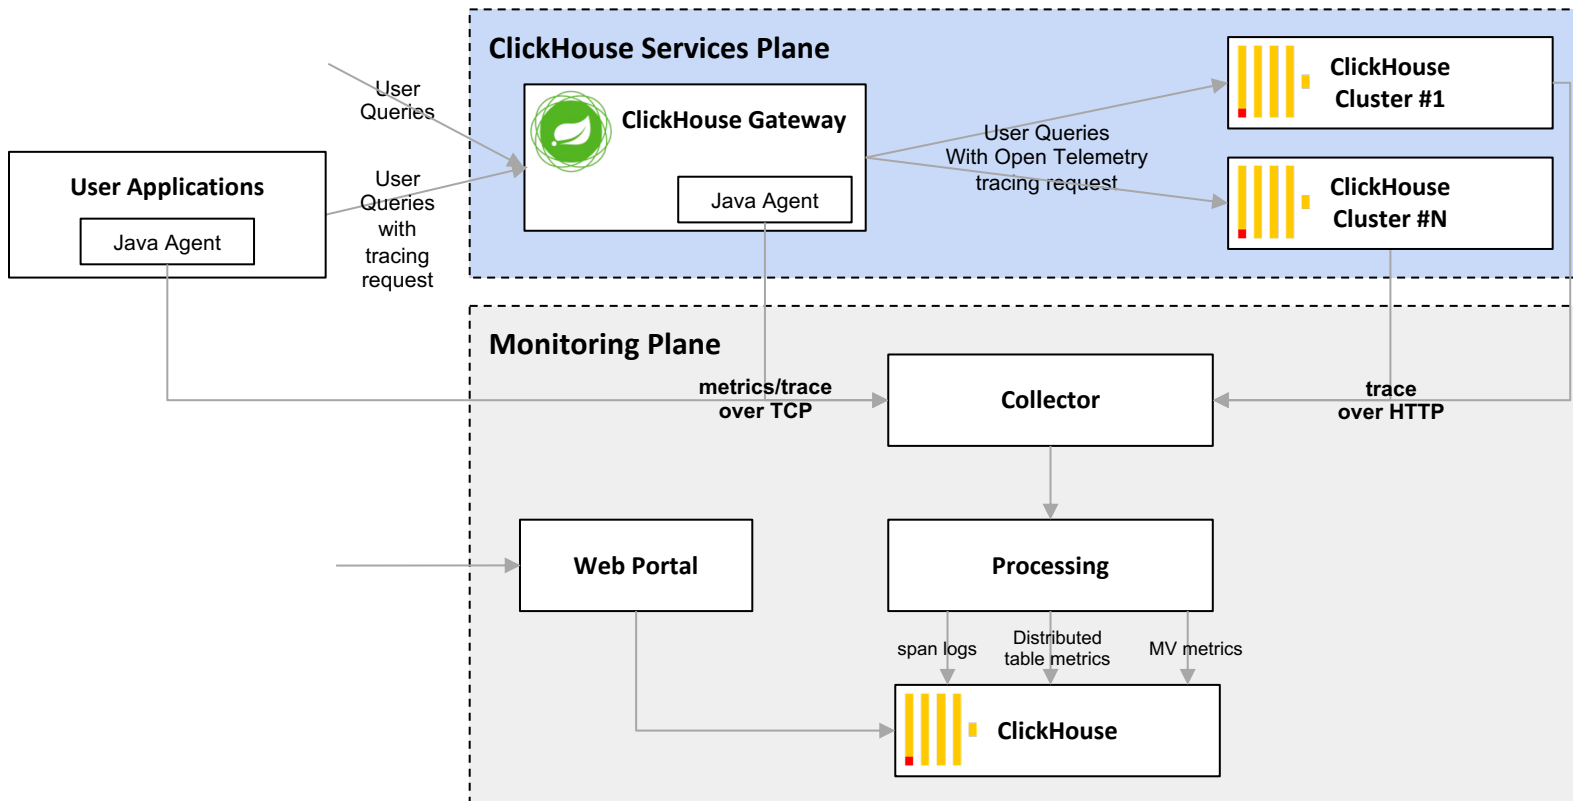 ClickHouse Services Plane
User
Queries
ClickHouse Gateway
Java Agent
User Queries
With Open Telemetry
tracing request
ClickHouse
Cluster #1
ClickHouse
Cluster #N
User Applications
Java Agent
User
Queries
with
tracing
request
Monitoring Plane
metrics/trace
over TCP
Collector
trace
over HTTP
Web Portal
Processing
span logs
Distributed
table metrics
MV metrics
ClickHouse